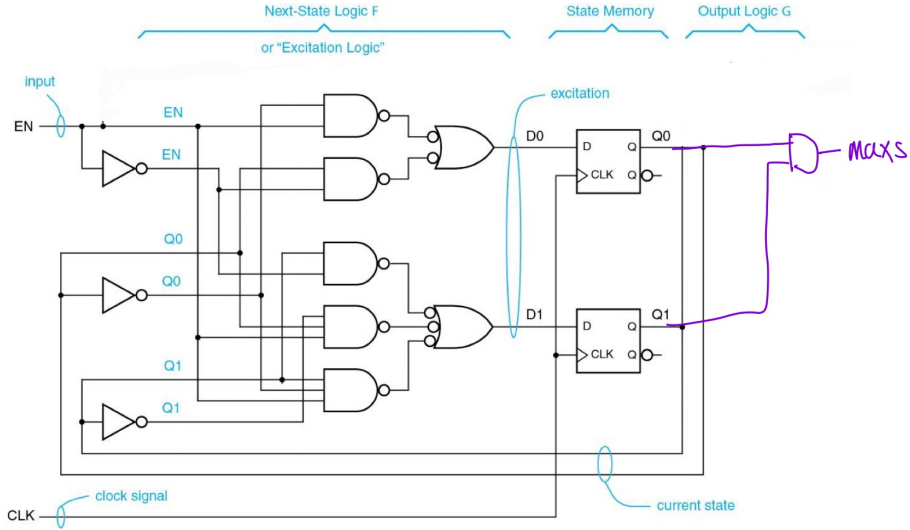 Next-State Logic F
or "Excitation Logic"
State Memory
Output Logic G
input
excitation
EN
EN
EN
Q0
Q0
Q1
Q1
D0
D
Q
CLK
Q
Q0
maxs
D1
D
Q
CLK
Q
Q1
clock signal
current state
CLK